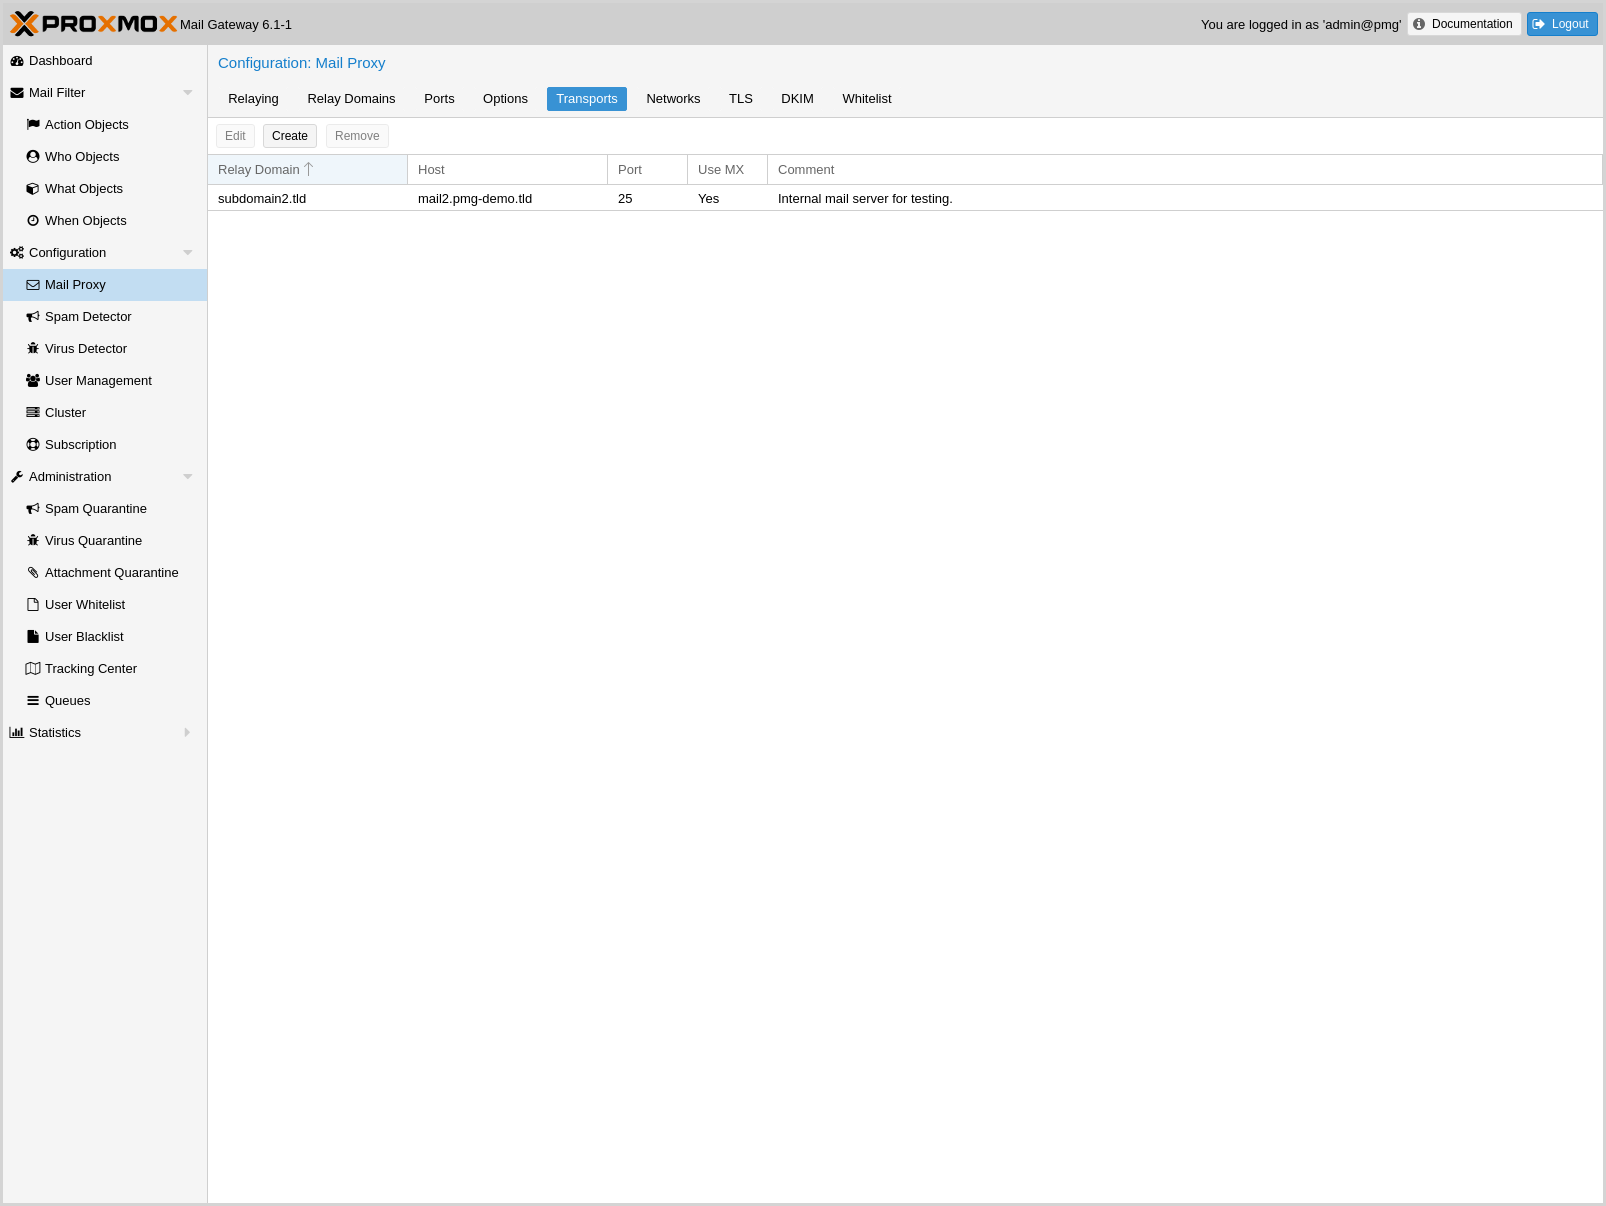 PROXMOX Mail Gateway 6.1-1
You are logged in as 'admin@pmg' Documentation Logout
Dashboard
Mail Filter
Action Objects
Who Objects
What Objects
When Objects
Configuration
Mail Proxy
Spam Detector
Virus Detector
User Management
Cluster
Subscription
Administration
Spam Quarantine
Virus Quarantine
Attachment Quarantine
User Whitelist
User Blacklist
Tracking Center
Queues
Statistics
Configuration: Mail Proxy
Relaying Relay Domains Ports Options Transports Networks TLS DKIM Whitelist
Edit Create Remove
Relay Domain Host Port Use MX Comment
subdomain2.tld mail2.pmg-demo.tld 25 Yes Internal mail server for testing.